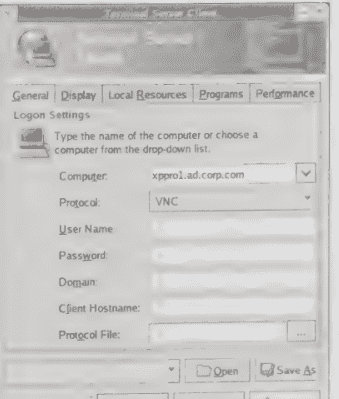 Terminal Server Client
General Display Local Resources Programs Performance
Logon Settings
Type the name of the computer or choose a
computer from the drop-down list.
Computer: xppro1.ad.corp.com
Protocol: VNC
User Name
Password:
Domain:
Client Hostname:
Protocol File: ...
Open Save As